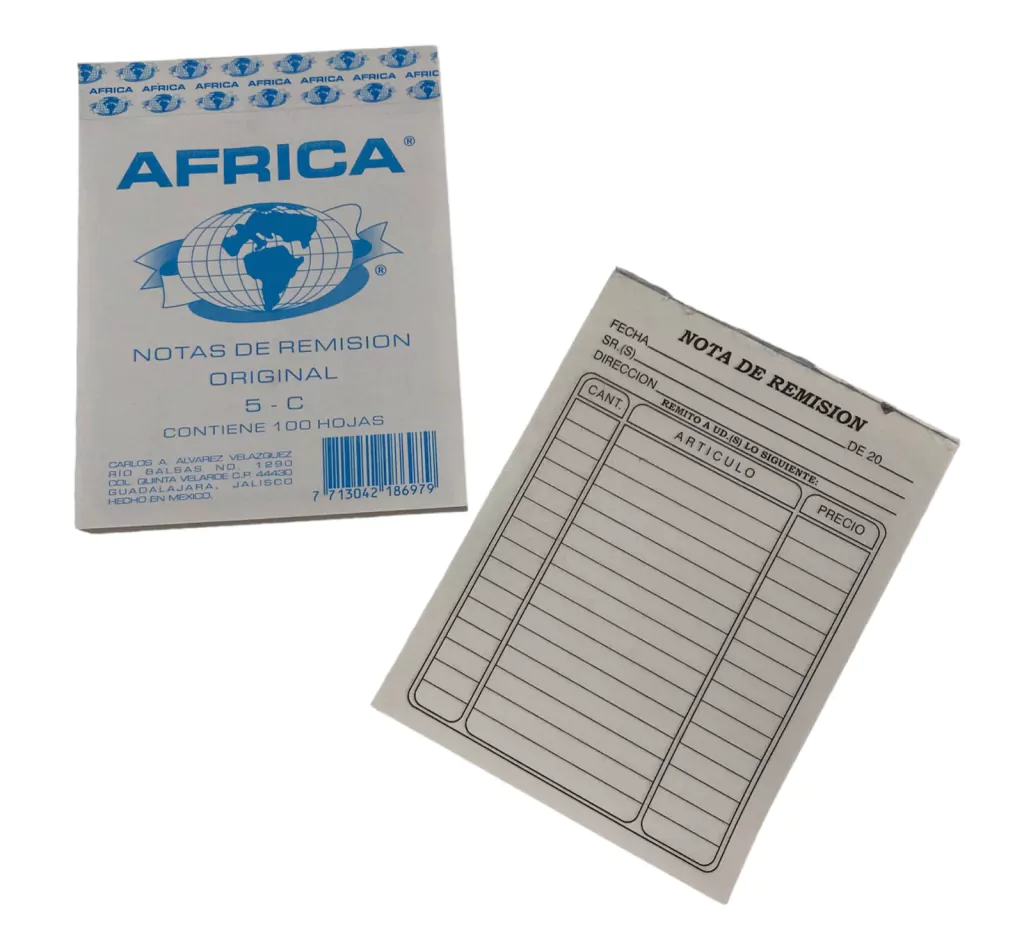 AFRICA AFRICA AFRICA AFRICA AFRICA AFRICA AFRIC
AFRICA®
®
NOTAS DE REMISION
ORIGINAL
5 - C
CONTIENE 100 HOJAS
CARLOS A. ALVAREZ VELAZQUEZ
RÍO BALSAS NO. 1290
COL. QUINTA VELARDE C.P. 44430
GUADALAJARA, JALISCO
HECHO EN MEXICO.
7 713042 186979
NOTA DE REMISION
FECHA DE 20
SR.(S)
DIRECCION
REMITO A UD.(S) LO SIGUIENTE:
CANT. ARTICULO PRECIO